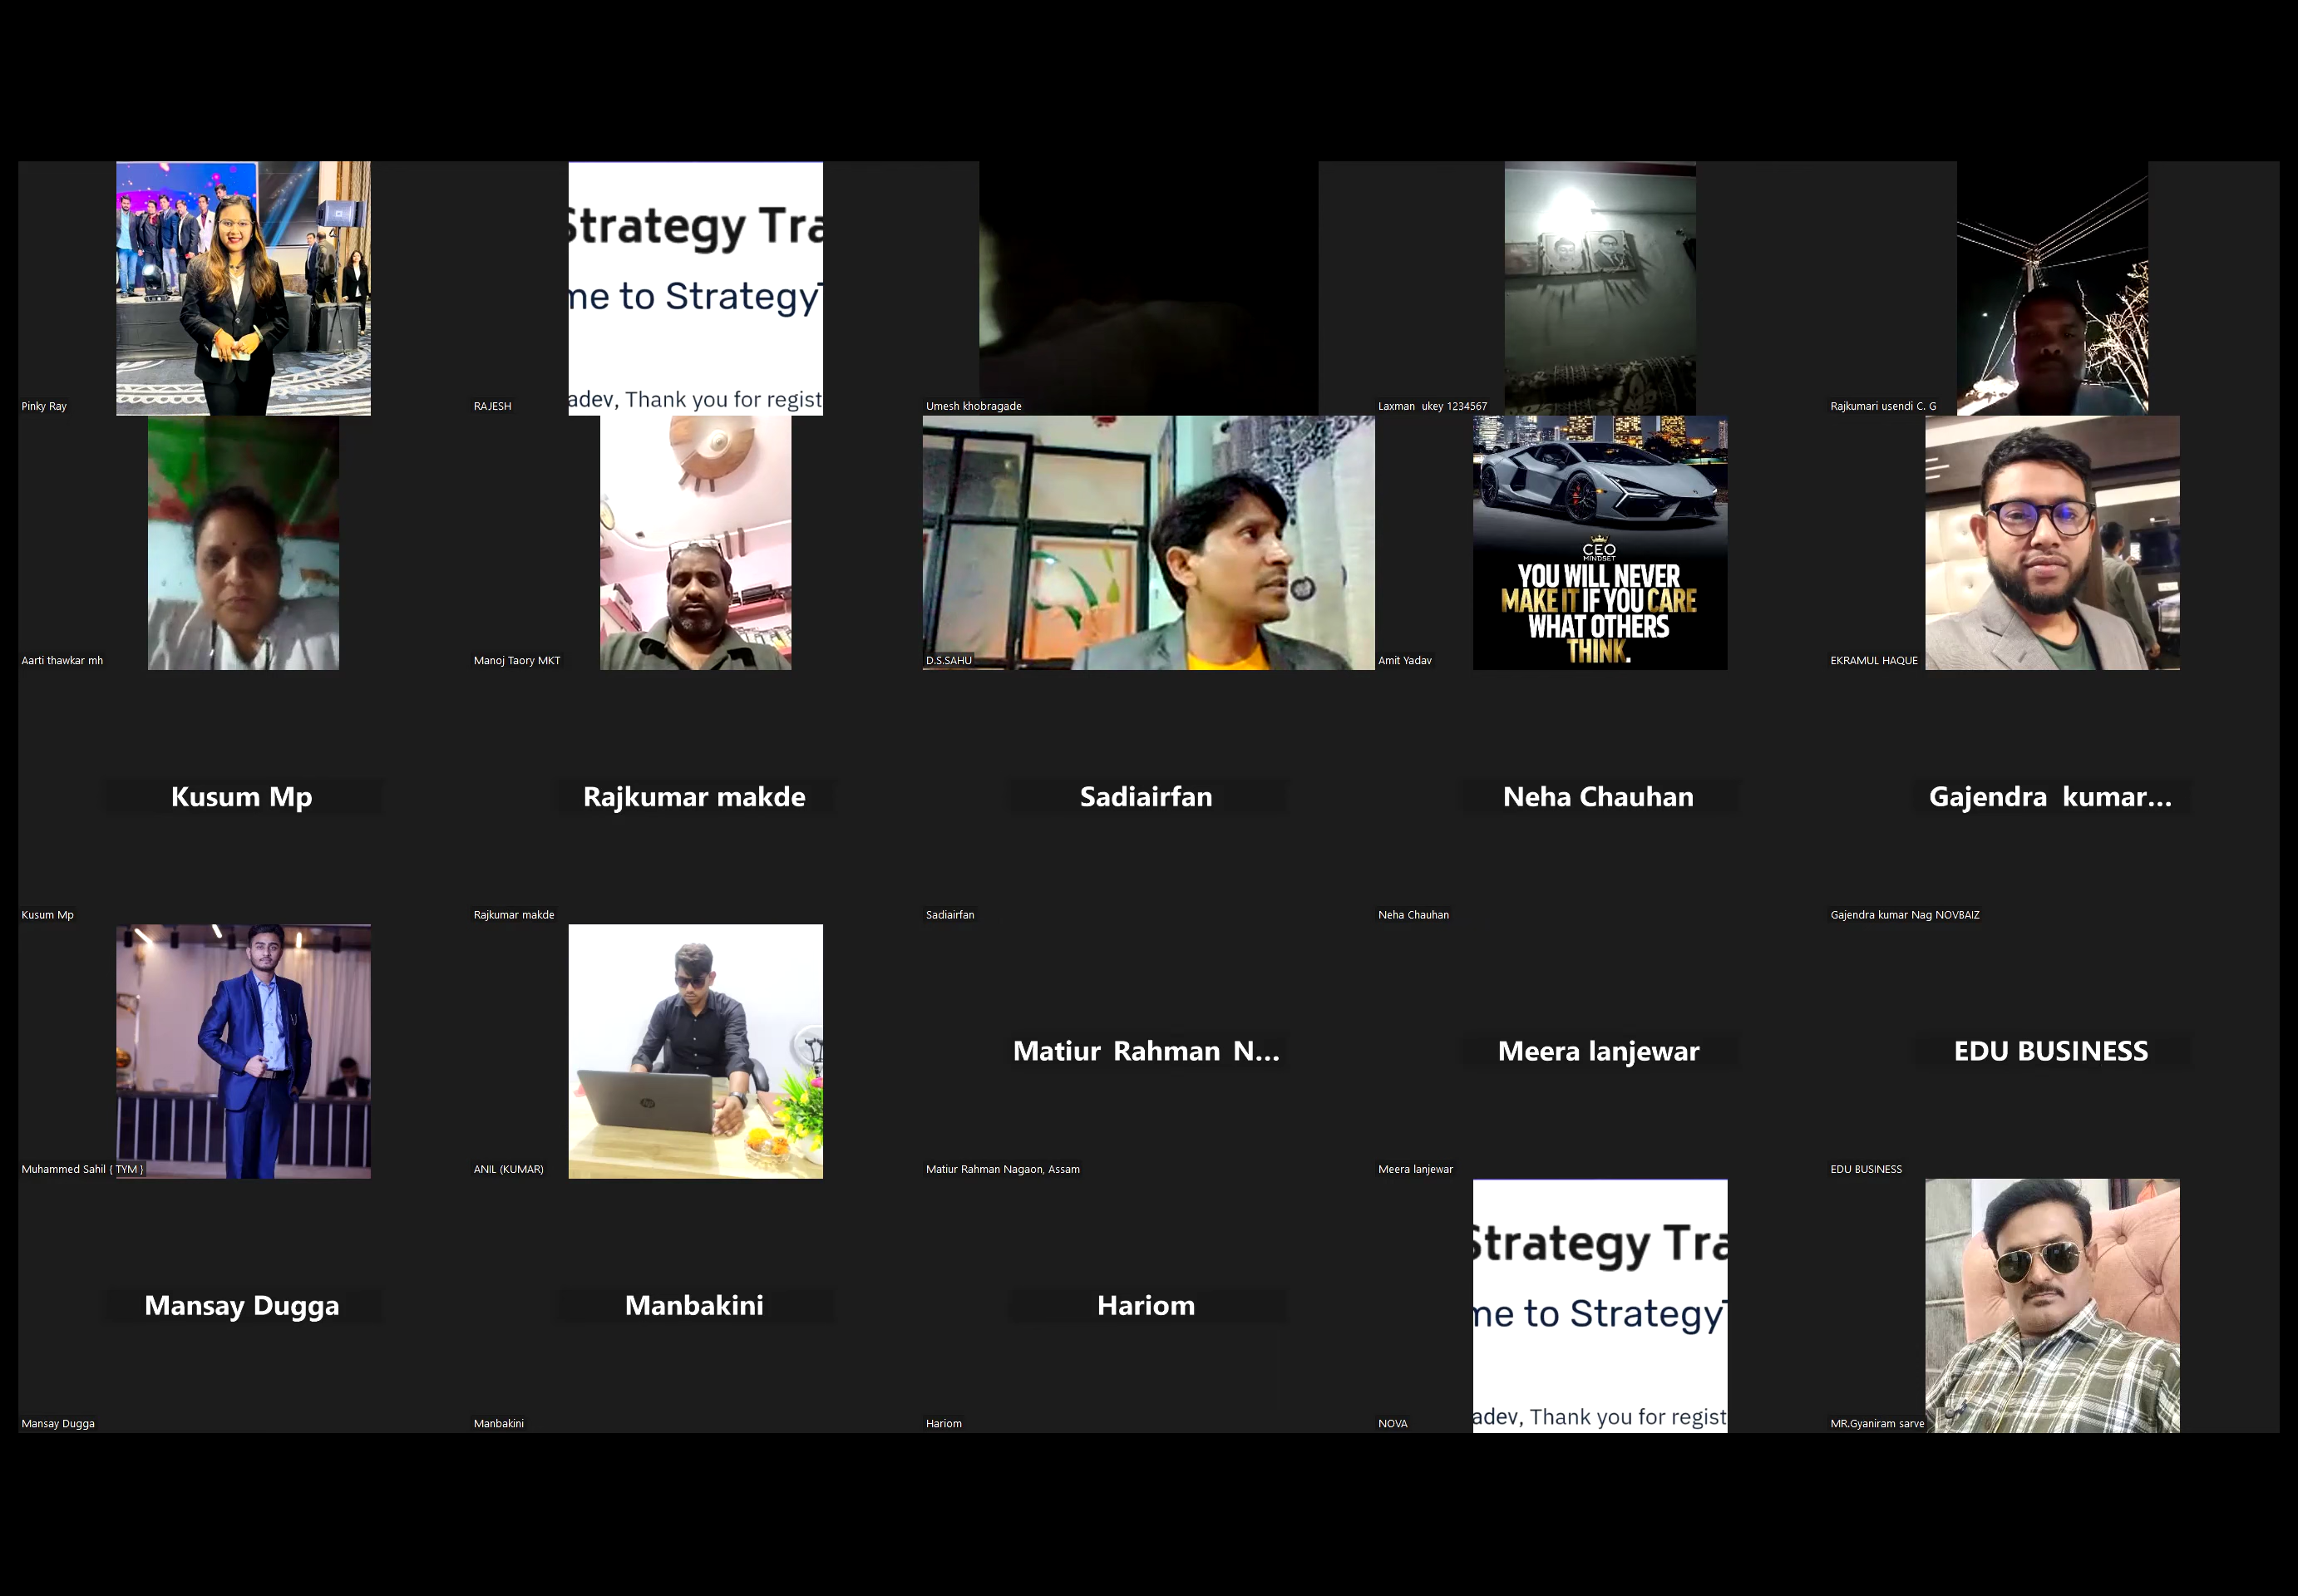 Pinky Ray
Strategy Tra
me to Strategy
adev, Thank you for regist
RAJESH
Umesh khobragade
Laxman ukey 1234567
Rajkumari usendi C. G
Aarti thawkar mh
Manoj Taory MKT
D.S.SAHU
CEO
MINDSET
YOU WILL NEVER
MAKE IT IF YOU CARE
WHAT OTHERS
THINK.
Amit Yadav
EKRAMUL HAQUE
Kusum Mp
Kusum Mp
Rajkumar makde
Rajkumar makde
Sadiairfan
Sadiairfan
Neha Chauhan
Neha Chauhan
Gajendra kumar...
Gajendra kumar Nag NOVBAIZ
Muhammed Sahil { TYM }
hp
ANIL (KUMAR)
Matiur Rahman N...
Matiur Rahman Nagaon, Assam
Meera lanjewar
Meera lanjewar
EDU BUSINESS
EDU BUSINESS
Mansay Dugga
Mansay Dugga
Manbakini
Manbakini
Hariom
Hariom
Strategy Tra
me to Strategy
adev, Thank you for regist
NOVA
MR.Gyaniram sarve